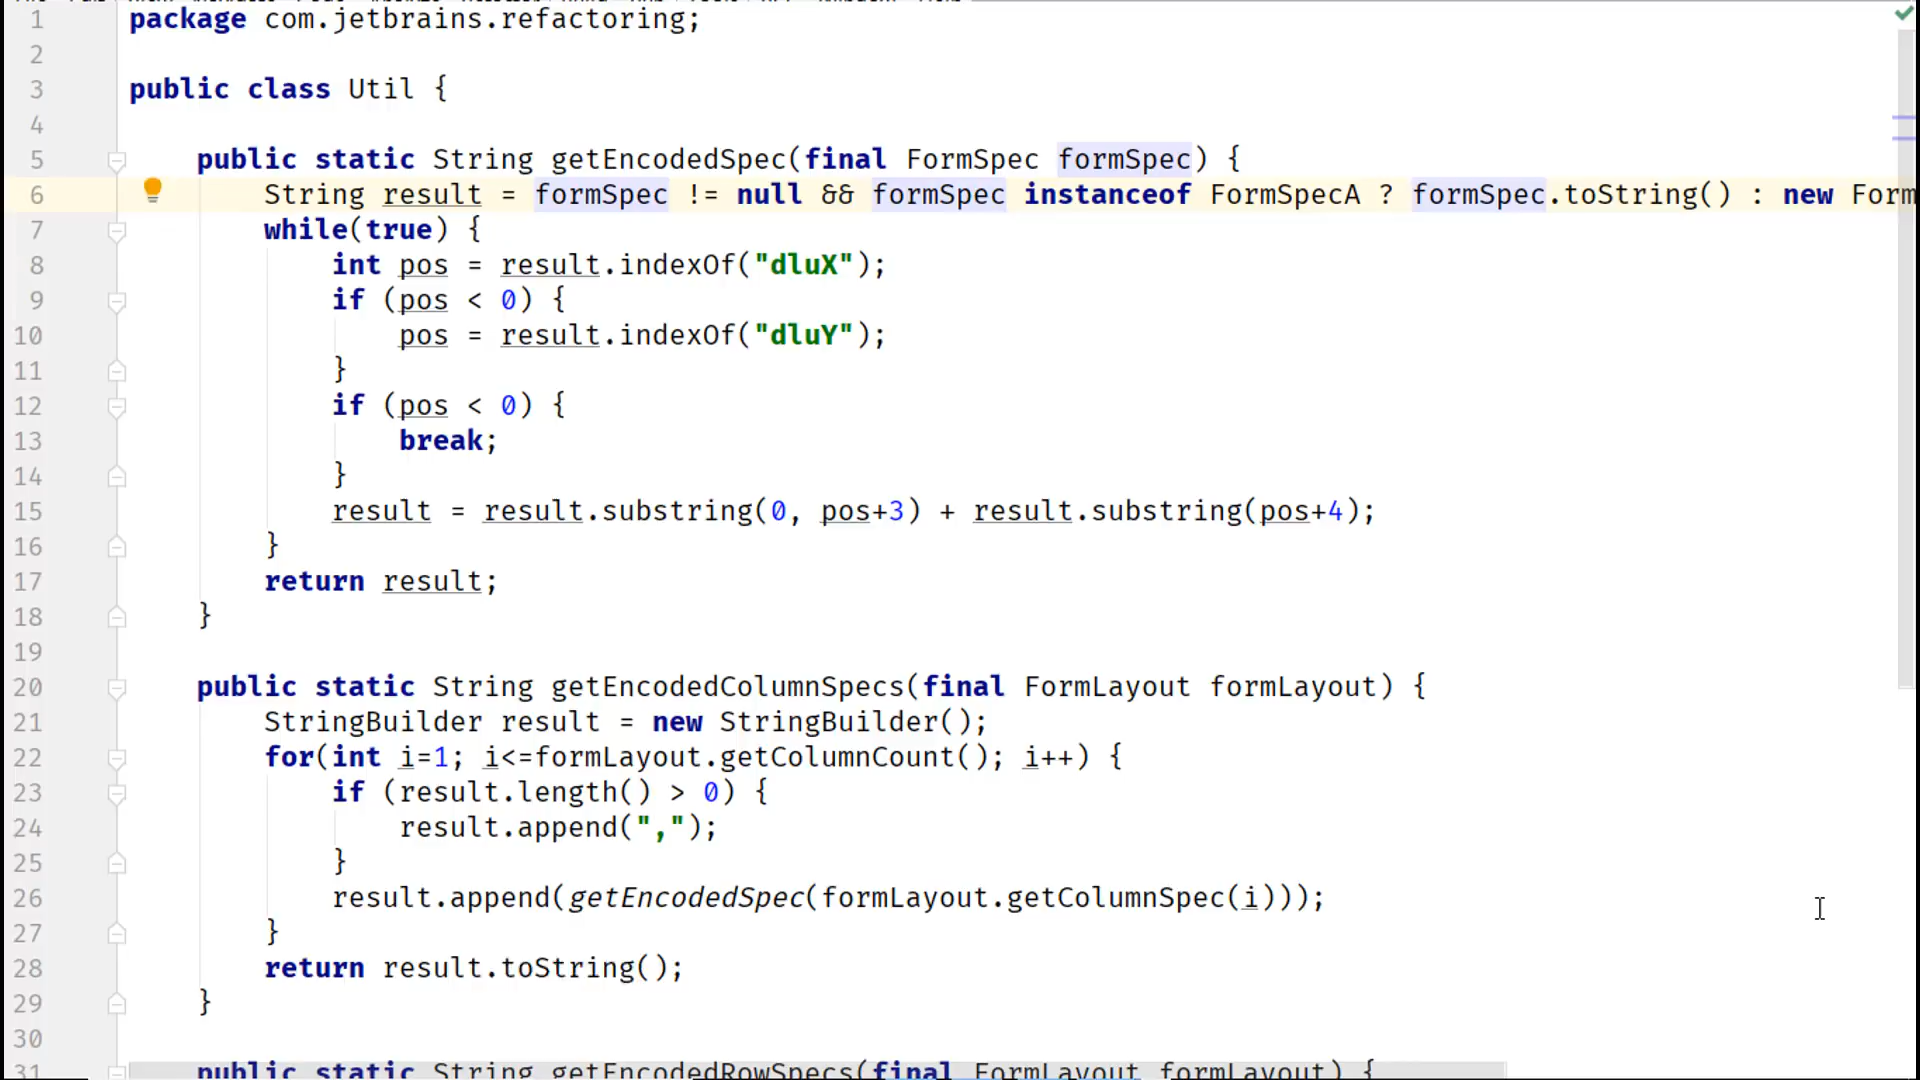 1 package com.jetbrains.refactoring;
2
3 public class Util {
4
5 public static String getEncodedSpec(final FormSpec formSpec) {
6 String result = formSpec != null && formSpec instanceof FormSpecA ? formSpec.toString() : new Form
7 while(true) {
8 int pos = result.indexOf("dluX");
9 if (pos < 0) {
10 pos = result.indexOf("dluY");
11 }
12 if (pos < 0) {
13 break;
14 }
15 result = result.substring(0, pos+3) + result.substring(pos+4);
16 }
17 return result;
18 }
19
20 public static String getEncodedColumnSpecs(final FormLayout formLayout) {
21 StringBuilder result = new StringBuilder();
22 for(int i=1; i<=formLayout.getColumnCount(); i++) {
23 if (result.length() > 0) {
24 result.append(",");
25 }
26 result.append(getEncodedSpec(formLayout.getColumnSpec(i)));
27 }
28 return result.toString();
29 }
30
31 public static String getEncodedRowSpecs(final FormLayout formLayout) {